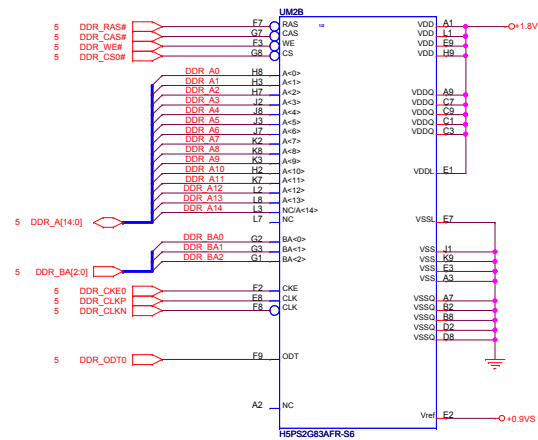 UM2B
5 DDR_RAS# F7 RAS U2 VDD A1 +1.8V
5 DDR_CAS# G7 CAS VDD L1
5 DDR_WE# F3 WE VDD E9
5 DDR_CS0# G8 CS VDD H9
DDR_A0 H8 A<0>
DDR_A1 H3 A<1>
DDR_A2 H7 A<2> VDDQ A9
DDR_A3 J2 A<3> VDDQ C7
DDR_A4 J8 A<4> VDDQ C9
DDR_A5 J3 A<5> VDDQ C1
DDR_A6 J7 A<6> VDDQ C3
DDR_A7 K2 A<7>
DDR_A8 K8 A<8>
DDR_A9 K3 A<9>
DDR_A10 H2 A<10> VDDL E1
DDR_A11 K7 A<11>
DDR_A12 L2 A<12>
DDR_A13 L8 A<13>
DDR_A14 L3 NC/A<14>
5 DDR_A[14:0] L7 NC VSSL E7
DDR_BA0 G2 BA<0>
DDR_BA1 G3 BA<1> VSS J1
DDR_BA2 G1 BA<2> VSS K9
5 DDR_BA[2:0] VSS E3
VSS A3
5 DDR_CKE0 F2 CKE
5 DDR_CLKP E8 CLK VSSQ A7
5 DDR_CLKN F8 CLK VSSQ B2
VSSQ B8
VSSQ D2
VSSQ D8
5 DDR_ODT0 F9 ODT
A2 NC
Vref E2 +0.9VS
H5PS2G83AFR-S6